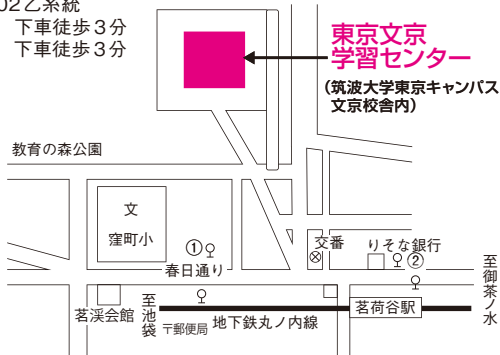 02乙系統
下車徒歩３分
下車徒歩３分
東京文京
学習センター
(筑波大学東京キャンパス
文京校舎内)
教育の森公園
文
窪町小
①
交番
りそな銀行
②
春日通り
至御茶ノ水
茗渓会館
至池袋
〒郵便局
地下鉄丸ノ内線
茗荷谷駅